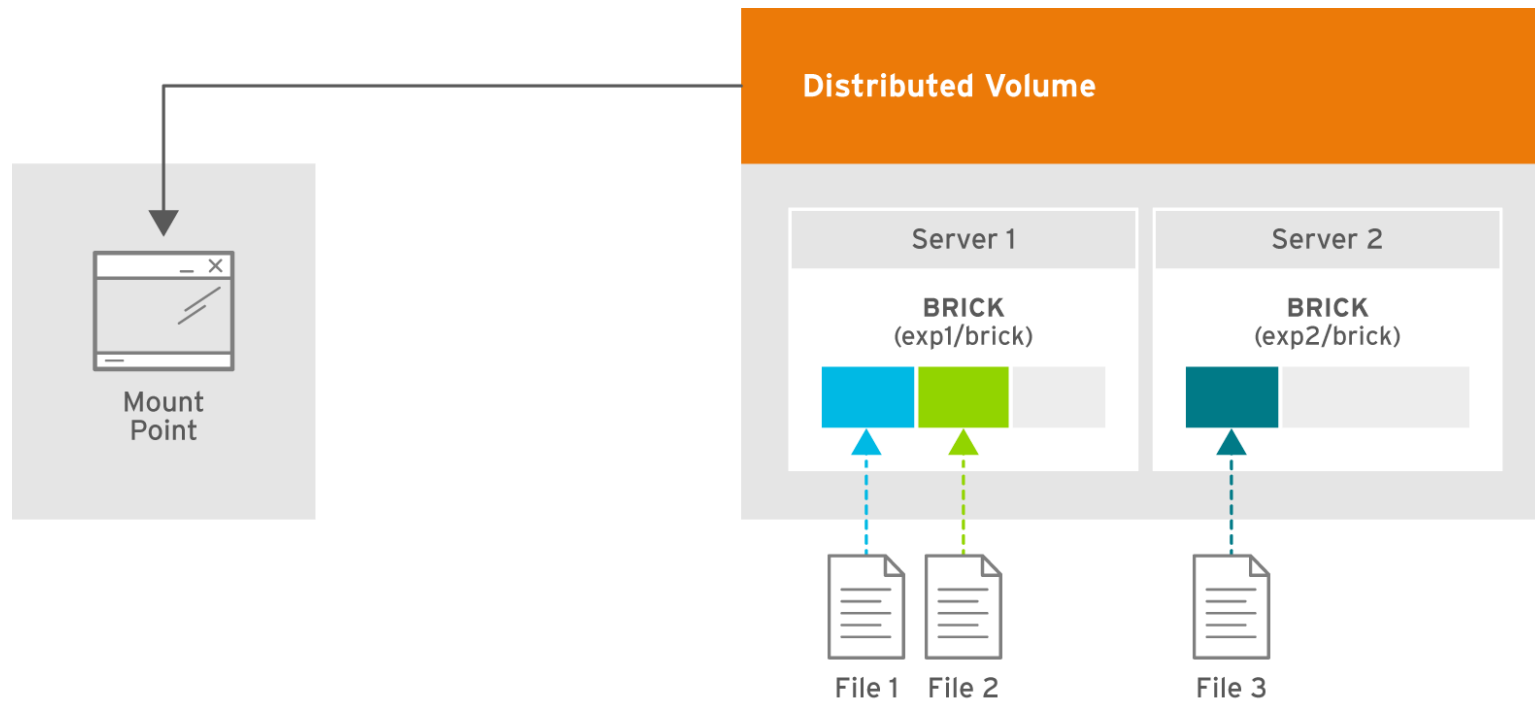 Distributed Volume
Server 1
Server 2
BRICK
(exp1/brick)
BRICK
(exp2/brick)
Mount
Point
File 1
File 2
File 3